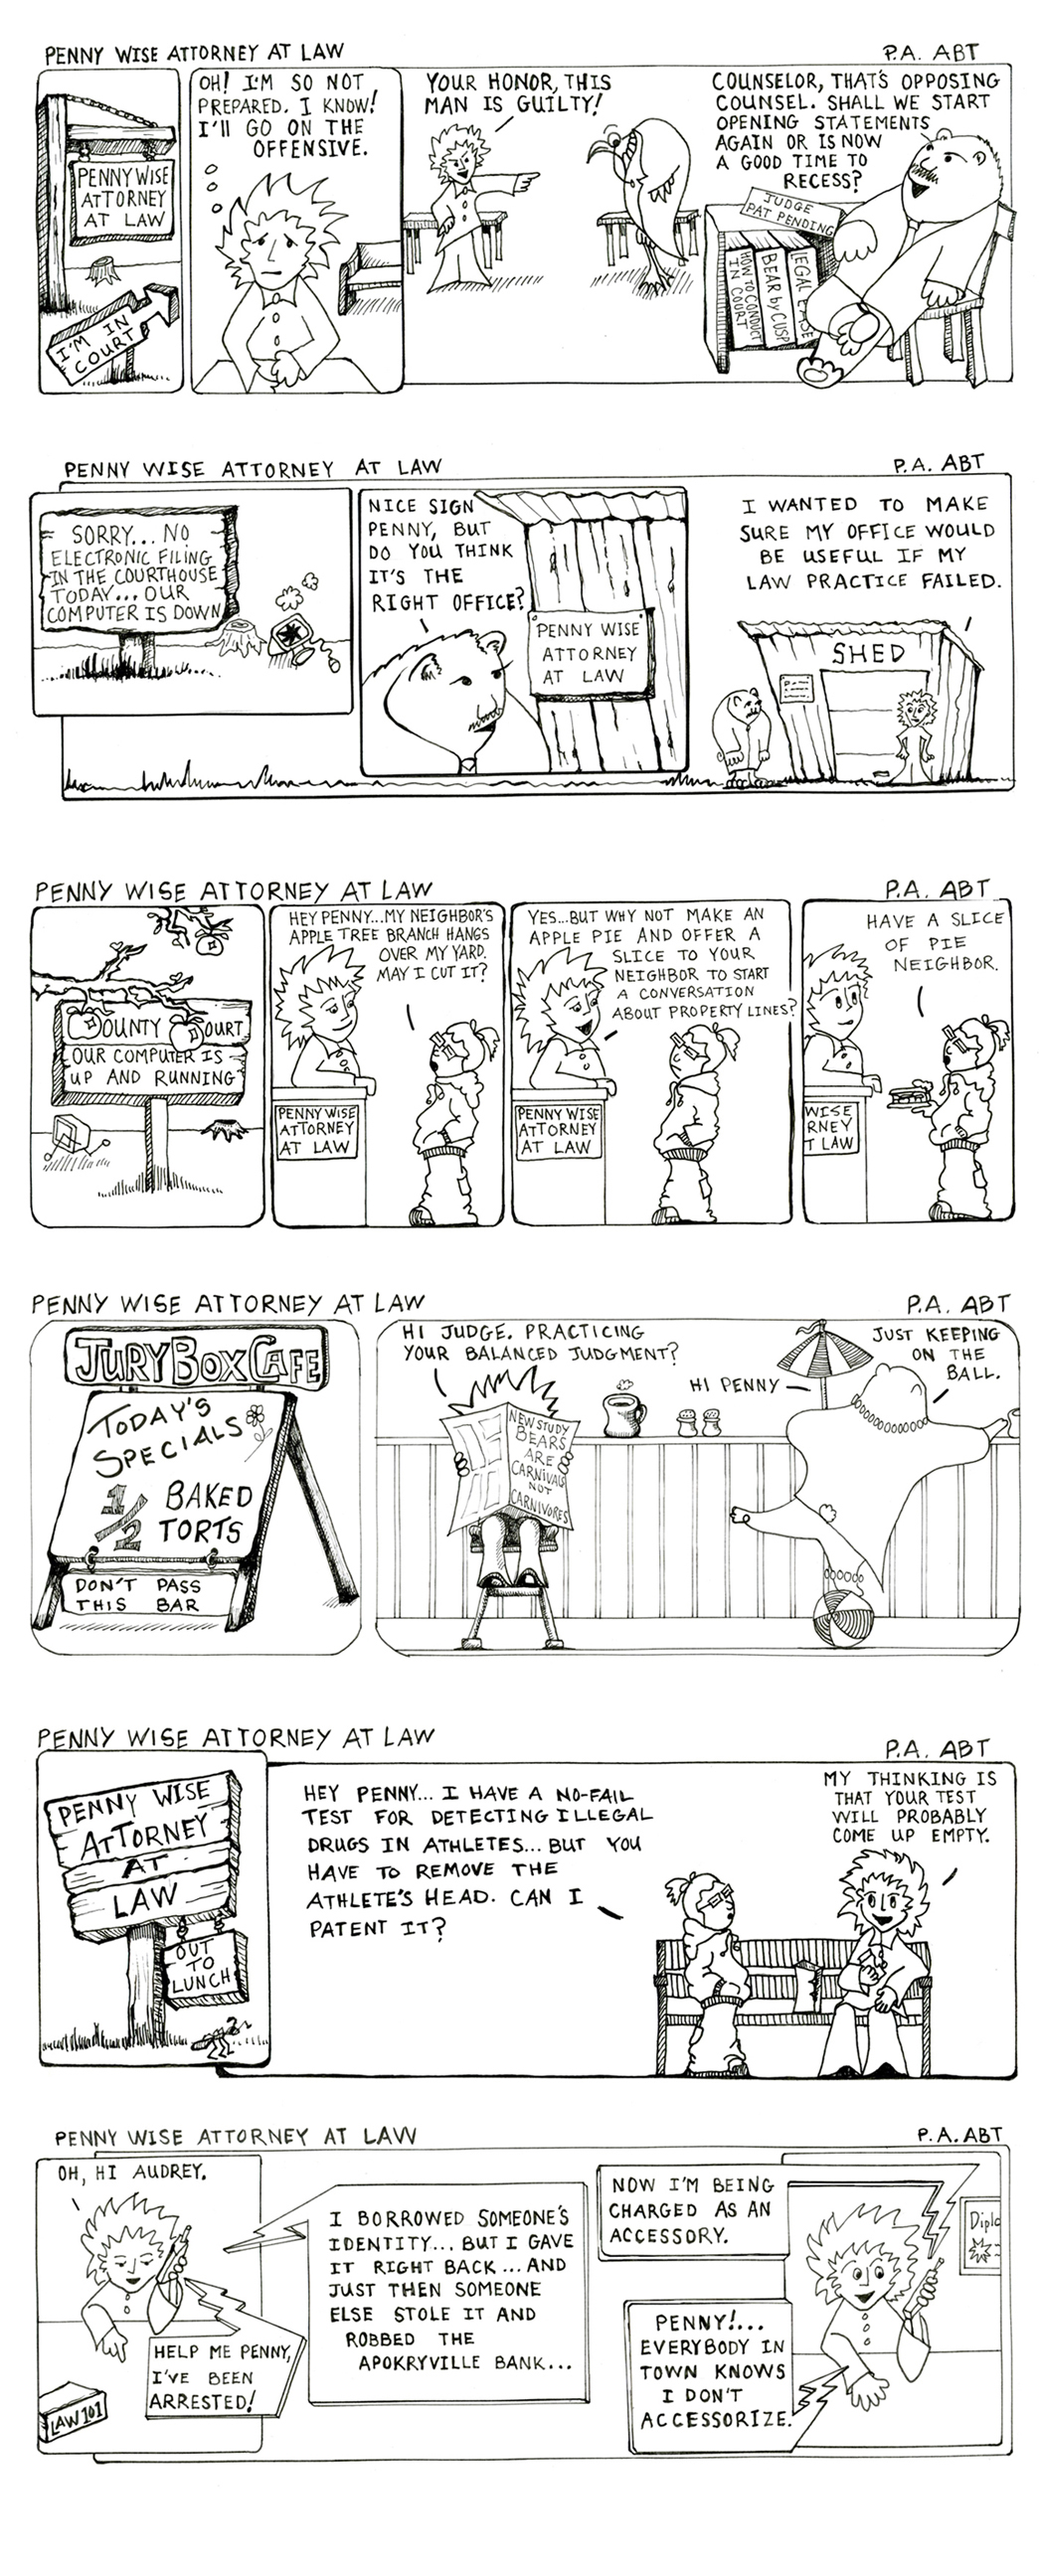 PENNY WISE ATTORNEY AT LAW
P.A. ABT
PENNY WISE
ATTORNEY
AT LAW
I'M IN
COURT
OH! I'M SO NOT
PREPARED. I KNOW!
I'LL GO ON THE
OFFENSIVE.
YOUR HONOR, THIS
MAN IS GUILTY!
COUNSELOR, THAT'S OPPOSING
COUNSEL. SHALL WE START
OPENING STATEMENTS
AGAIN OR IS NOW
A GOOD TIME TO
RECESS?
JUDGE
PAT PENDING
HOW TO CONDUCT
IN COURT
BEAR by CUSP
LEGAL EASE
PENNY WISE ATTORNEY AT LAW
P.A. ABT
SORRY... NO
ELECTRONIC FILING
IN THE COURTHOUSE
TODAY... OUR
COMPUTER IS DOWN
NICE SIGN
PENNY, BUT
DO YOU THINK
IT'S THE
RIGHT OFFICE?
PENNY WISE
ATTORNEY
AT LAW
I WANTED TO MAKE
SURE MY OFFICE WOULD
BE USEFUL IF MY
LAW PRACTICE FAILED.
SHED
PENNY WISE ATTORNEY AT LAW
P.A. ABT
OUNTY OURT
OUR COMPUTER IS
UP AND RUNNING
HEY PENNY...MY NEIGHBOR'S
APPLE TREE BRANCH HANGS
OVER MY YARD.
MAY I CUT IT?
PENNY WISE
ATTORNEY
AT LAW
YES...BUT WHY NOT MAKE AN
APPLE PIE AND OFFER A
SLICE TO YOUR
NEIGHBOR TO START
A CONVERSATION
ABOUT PROPERTY LINES?
PENNY WISE
ATTORNEY
AT LAW
HAVE A SLICE
OF PIE
NEIGHBOR.
WISE
RNEY
T LAW
PENNY WISE ATTORNEY AT LAW
P.A. ABT
JURY BOX CAFE
TODAY'S
SPECIALS
1/2 BAKED
TORTS
DON'T PASS
THIS BAR
HI JUDGE. PRACTICING
YOUR BALANCED JUDGMENT?
NEW STUDY
BEARS
ARE
CARNIVALS
NOT
CARNIVORES
HI PENNY
JUST KEEPING
ON THE
BALL.
PENNY WISE ATTORNEY AT LAW
P.A. ABT
PENNY WISE
ATTORNEY
AT
LAW
OUT
TO
LUNCH
HEY PENNY... I HAVE A NO-FAIL
TEST FOR DETECTING ILLEGAL
DRUGS IN ATHLETES... BUT YOU
HAVE TO REMOVE THE
ATHLETE'S HEAD. CAN I
PATENT IT?
MY THINKING IS
THAT YOUR TEST
WILL PROBABLY
COME UP EMPTY.
PENNY WISE ATTORNEY AT LAW
P.A. ABT
OH, HI AUDREY.
HELP ME PENNY,
I'VE BEEN
ARRESTED!
LAW 101
I BORROWED SOMEONE'S
IDENTITY... BUT I GAVE
IT RIGHT BACK... AND
JUST THEN SOMEONE
ELSE STOLE IT AND
ROBBED THE
APOKRYVILLE BANK...
NOW I'M BEING
CHARGED AS AN
ACCESSORY.
Diplo
PENNY!...
EVERYBODY IN
TOWN KNOWS
I DON'T
ACCESSORIZE.